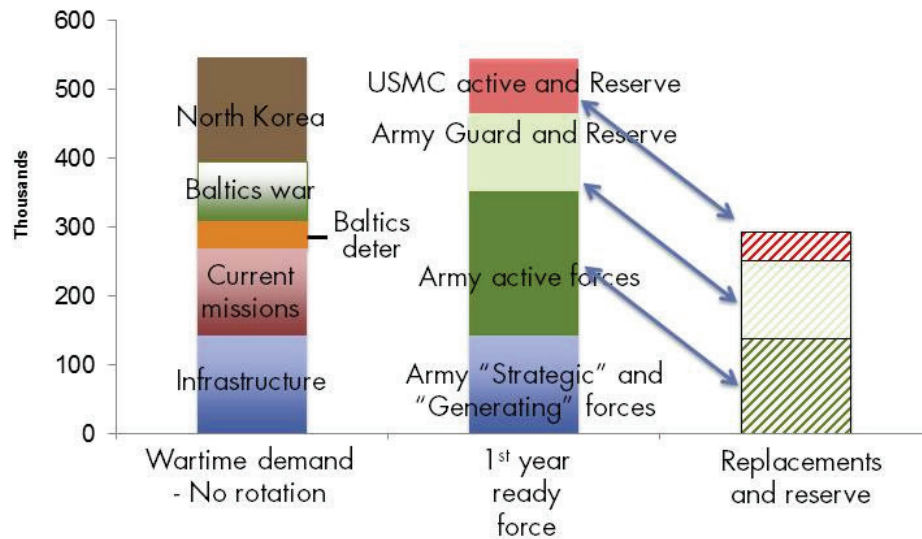 600
500
400
300
200
100
0
Thousands
North Korea
Baltics war
Baltics
deter
Current
missions
Infrastructure
USMC active and Reserve
Army Guard and Reserve
Army active forces
Army “Strategic” and
“Generating” forces
Wartime demand
- No rotation
1st year
ready
force
Replacements
and reserve